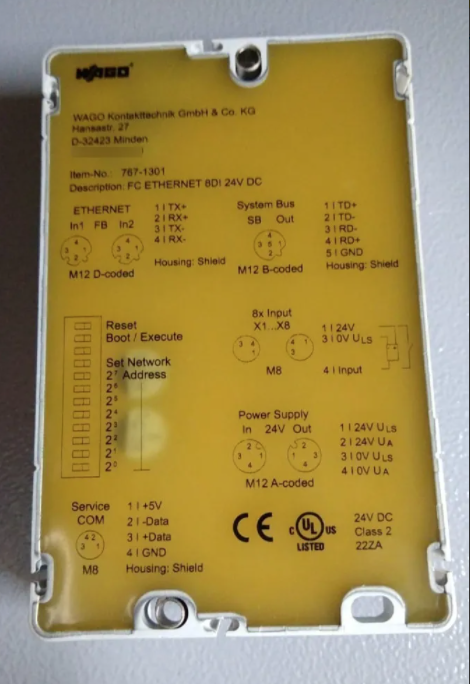 WAGO
WAGO Kontakttechnik GmbH & Co. KG
Hansastr. 27
D-32423 Minden
Item-No.: 767-1301
Description: FC ETHERNET 8DI 24V DC
ETHERNET
In1 FB In2
M12 D-coded
1 I TX+
2 I RX+
3 I TX-
4 I RX-
Housing: Shield
System Bus
SB Out
M12 B-coded
1 I TD+
2 I TD-
3 I RD-
4 I RD+
5 I GND
Housing: Shield
Reset
Boot / Execute
Set Network
2⁷ Address
2⁶
2⁵
2⁴
2³
2²
2¹
2⁰
8x Input
X1...X8
M8
1 I 24V
3 I 0V ULS
4 I Input
Power Supply
In 24V Out
M12 A-coded
1 I 24V ULS
2 I 24V UA
3 I 0V ULS
4 I 0V UA
Service
COM
M8
1 I +5V
2 I -Data
3 I +Data
4 I GND
Housing: Shield
CE
c UL US
LISTED
24V DC
Class 2
22ZA